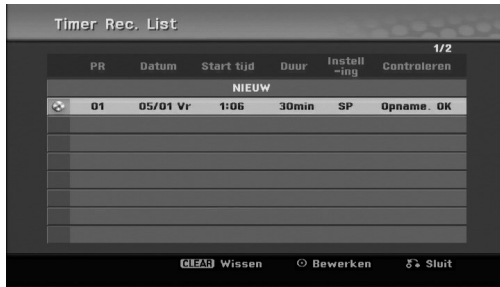 Timer Rec. List
1/2
PR Datum Start tijd Duur Instell -ing Controleren
NIEUW
01 05/01 Vr 1:06 30min SP Opname. OK
CLEAR Wissen Bewerken Sluit